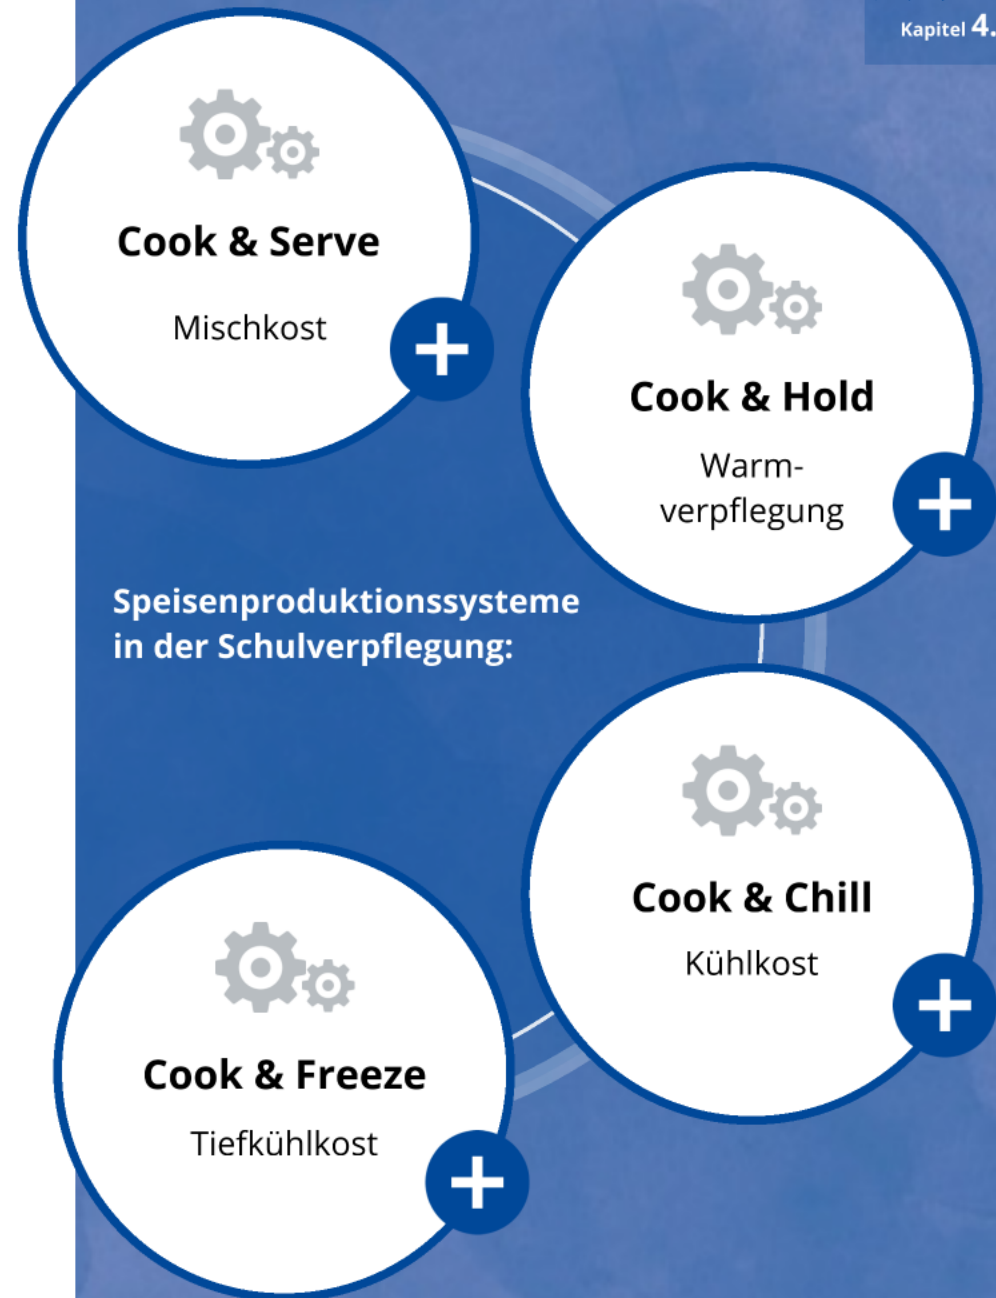 Kapitel 4.
Cook & Serve
Mischkost
Cook & Hold
Warm-
verpflegung
Speisenproduktionssysteme
in der Schulverpflegung:
Cook & Chill
Kühlkost
Cook & Freeze
Tiefkühlkost